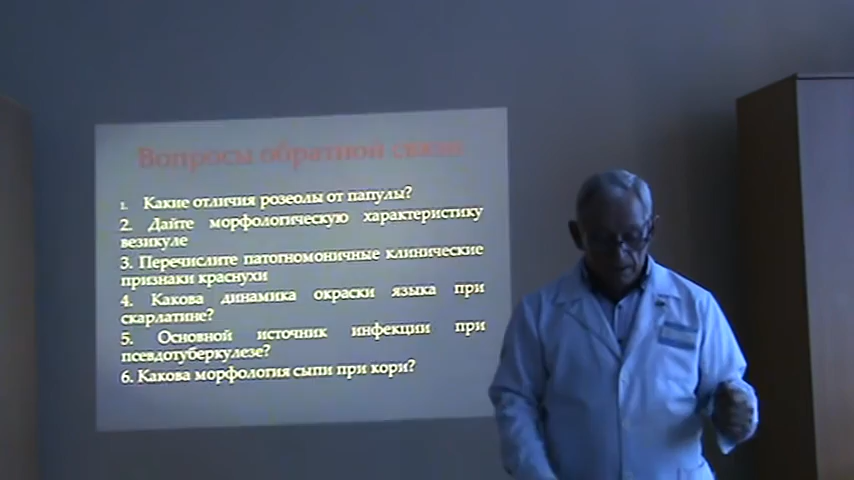 Вопросы обратной связи
1. Какие отличия розеолы от папулы?
2. Дайте морфологическую характеристику
везикуле
3. Перечислите патогномоничные клинические
признаки краснухи
4. Какова динамика окраски языка при
скарлатине?
5. Основной источник инфекции при
псевдотуберкулезе?
6. Какова морфология сыпи при кори?